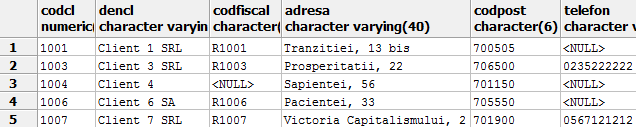 codcl dencl codfiscal adresa codpost telefon
numeric( character varyin character( character varying(40) character(6) character v
1 1001 Client 1 SRL R1001 Tranzitiei, 13 bis 700505 <NULL>
2 1003 Client 3 SRL R1003 Prosperitatii, 22 706500 0235222222
3 1004 Client 4 <NULL> Sapientei, 56 701150 <NULL>
4 1006 Client 6 SA R1006 Pacientei, 33 705550 <NULL>
5 1007 Client 7 SRL R1007 Victoria Capitalismului, 2 701900 0567121212